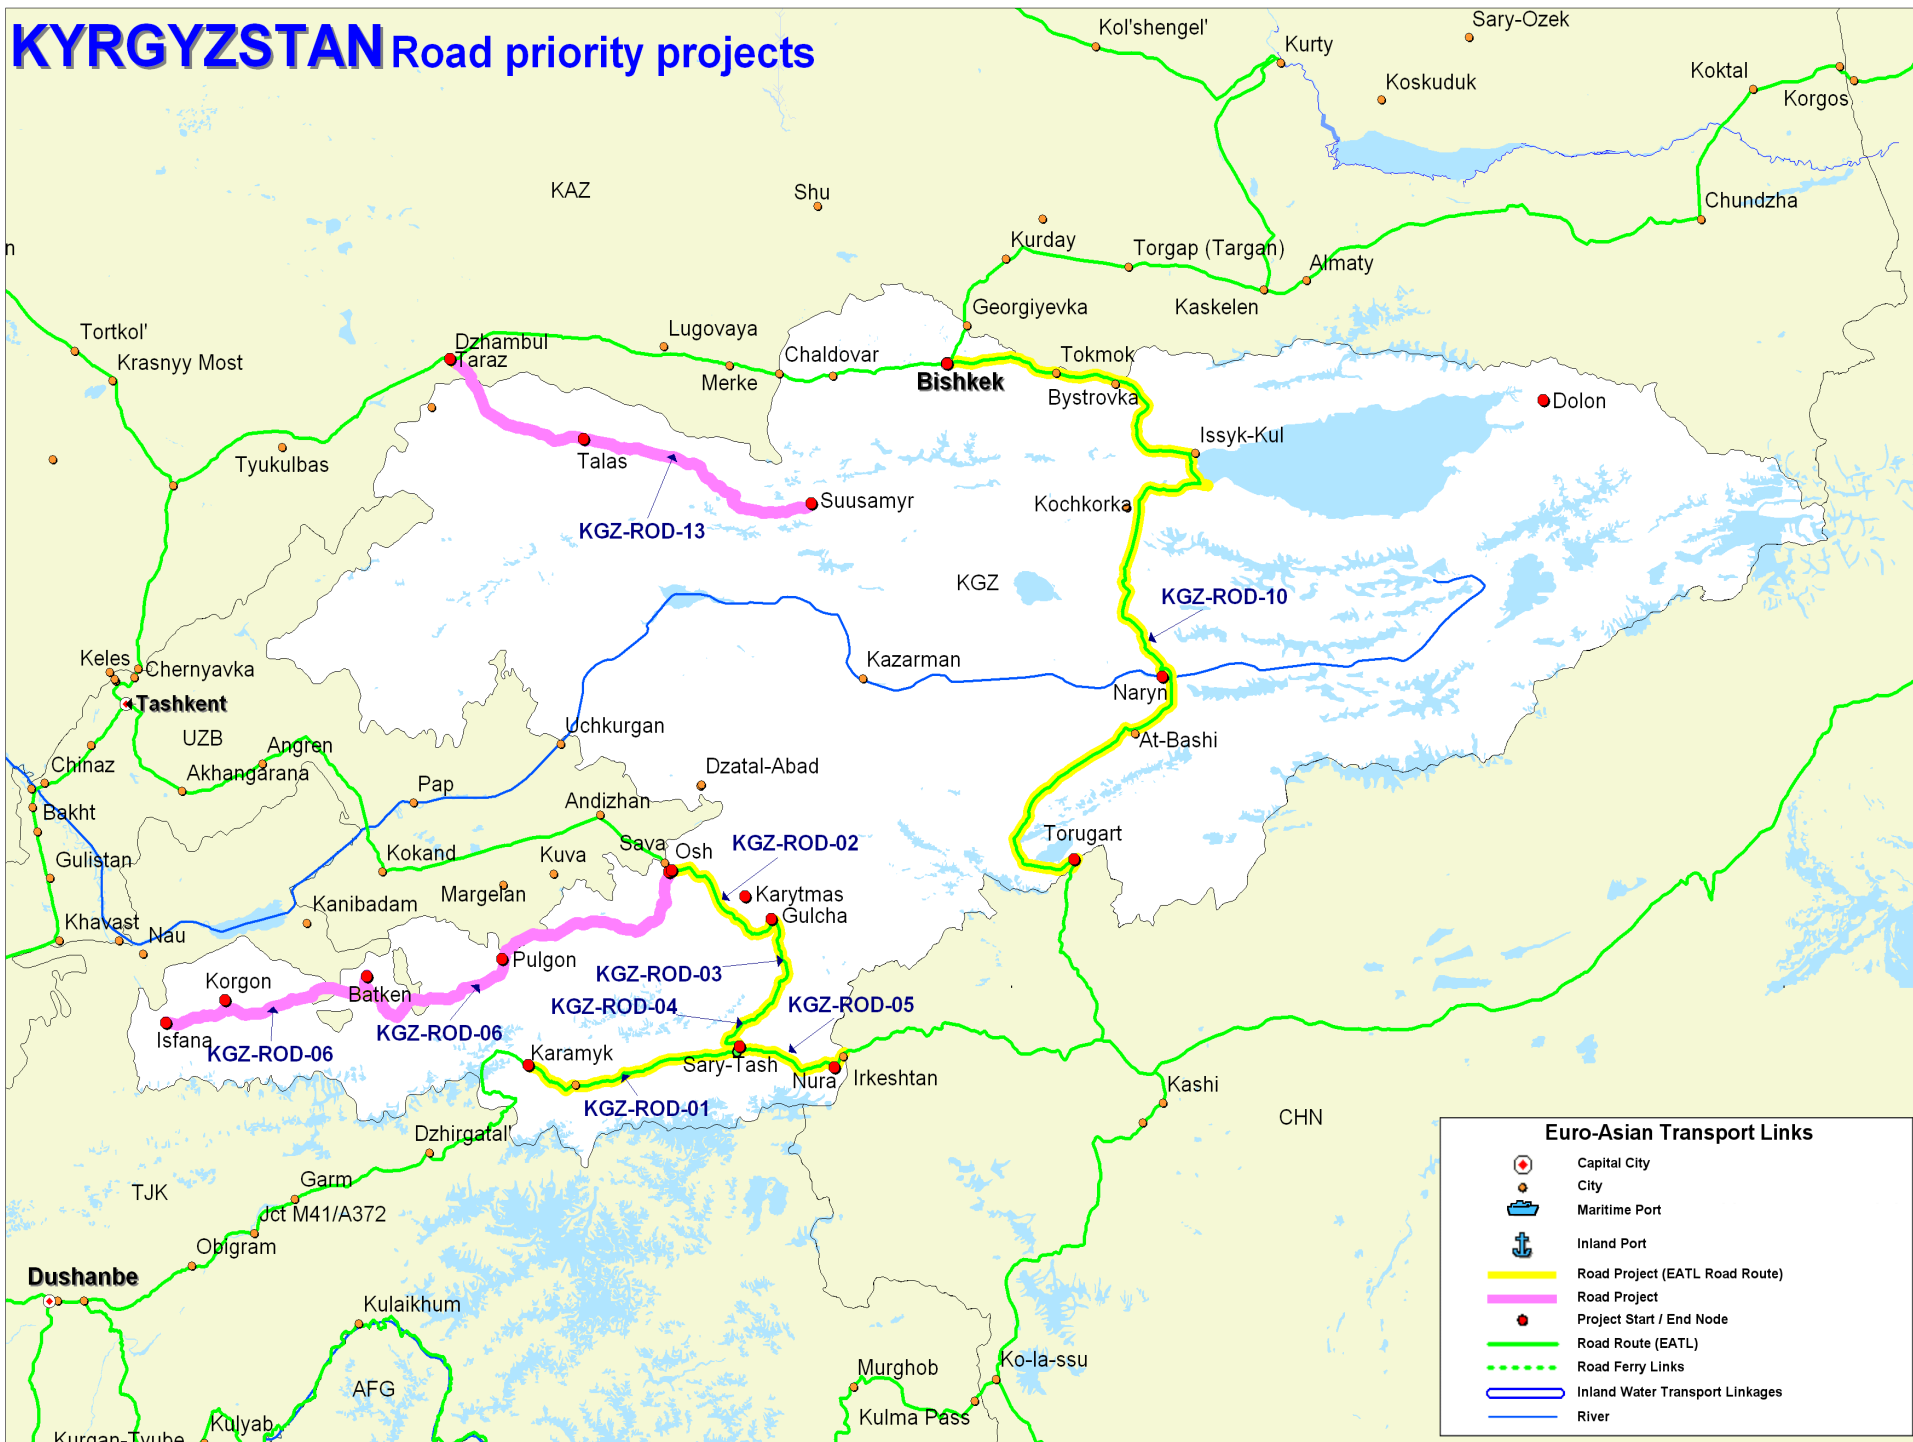 KYRGYZSTAN Road priority projects
Kol'shengel'
Sary-Ozek
Kurty
Koskuduk
Koktal
Korgos
KAZ
Shu
Chundzha
n
Kurday
Torgap (Targan)
Almaty
Kaskelen
Georgiyevka
Tortkol'
Krasnyy Most
Dzhambul
Taraz
Lugovaya
Merke
Chaldovar
Bishkek
Tokmok
Bystrovka
Dolon
Tyukulbas
Talas
Issyk-Kul
Suusamyr
Kochkorka
KGZ-ROD-13
KGZ
KGZ-ROD-10
Keles
Chernyavka
Kazarman
Naryn
Tashkent
Uchkurgan
UZB
At-Bashi
Angren
Chinaz
Akhangarana
Dzatal-Abad
Pap
Andizhan
Bakht
Torugart
Sava
Osh
KGZ-ROD-02
Gulistan
Kokand
Kuva
Margelan
Karytmas
Kanibadam
Gulcha
Khavast
Nau
Pulgon
KGZ-ROD-03
Korgon
Batken
KGZ-ROD-04
KGZ-ROD-05
Isfana
KGZ-ROD-06
KGZ-ROD-06
Karamyk
Sary-Tash
Nura
Irkeshtan
Kashi
KGZ-ROD-01
CHN
Dzhirgatal'
TJK
Garm
Jct M41/A372
Obigram
Dushanbe
Kulaikhum
Ko-la-ssu
Murghob
AFG
Kulma Pass
Kulyab
Kurgan-Tyube
Euro-Asian Transport Links
Capital City
City
Maritime Port
Inland Port
Road Project (EATL Road Route)
Road Project
Project Start / End Node
Road Route (EATL)
Road Ferry Links
Inland Water Transport Linkages
River